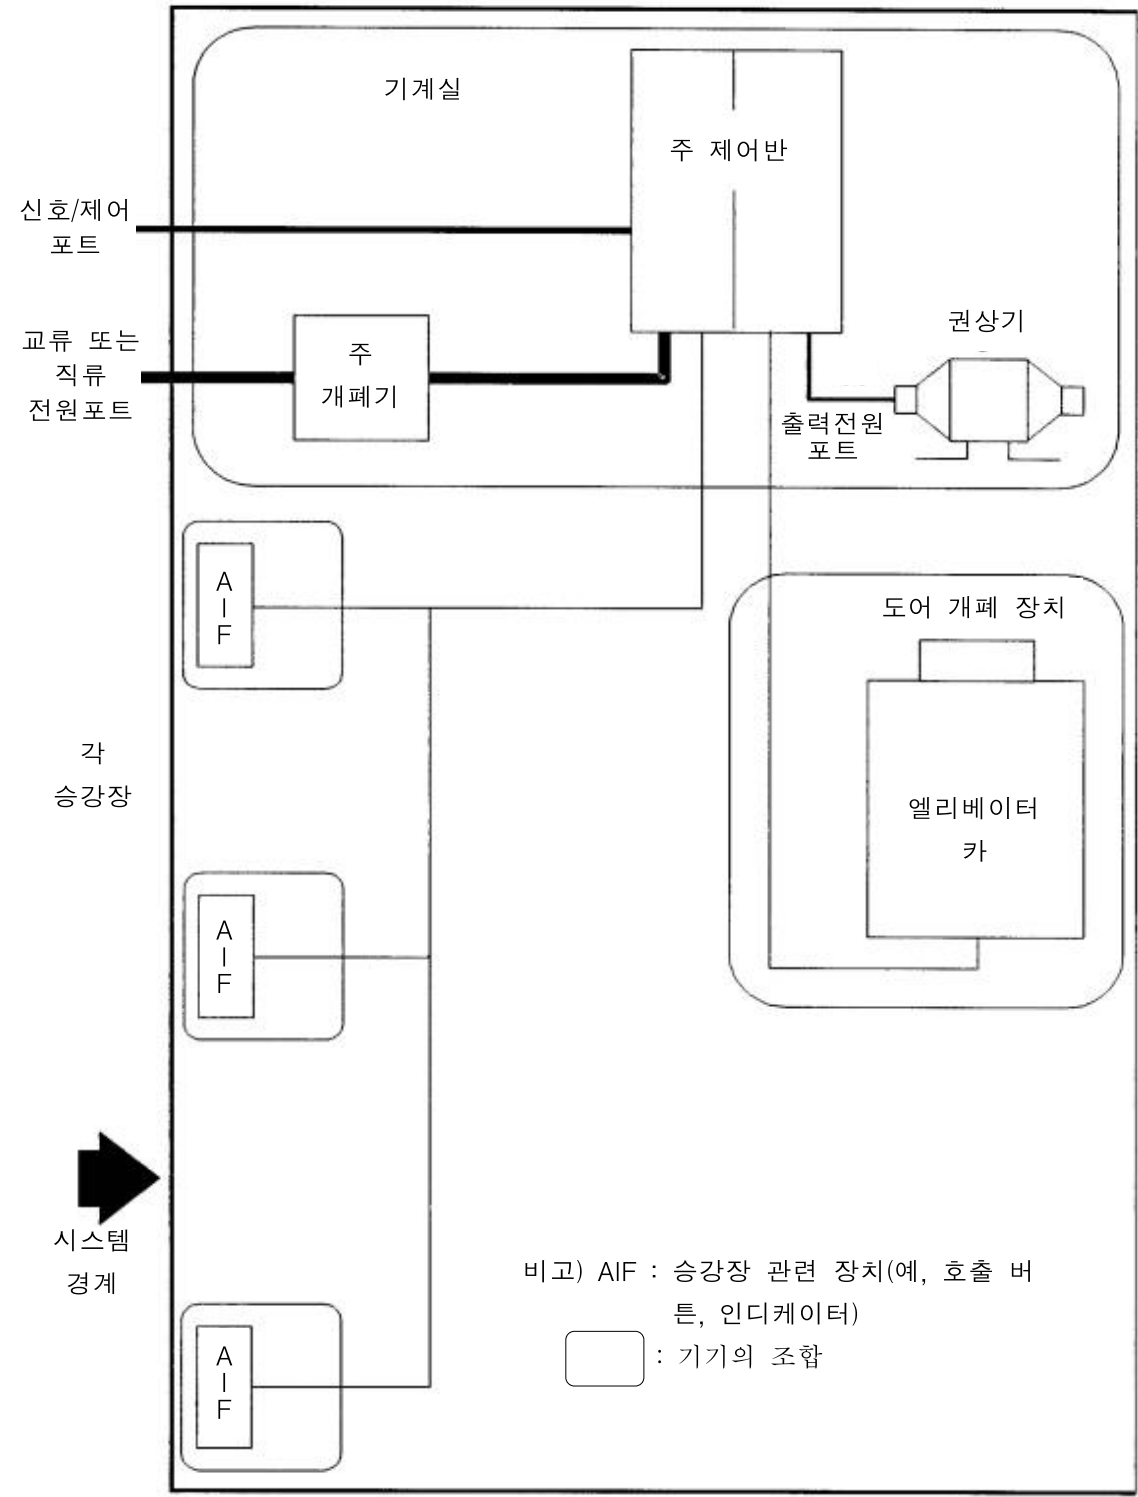 기계실
주 제어반
신호/제어
포트
교류 또는
직류
전원포트
주
개폐기
권상기
출력전원
포트
A
I
F
도어 개폐 장치
각
승강장
엘리베이터
카
A
I
F
시스템
경계
비고) AIF : 승강장 관련 장치(예, 호출 버
튼, 인디케이터)
: 기기의 조합
A
I
F